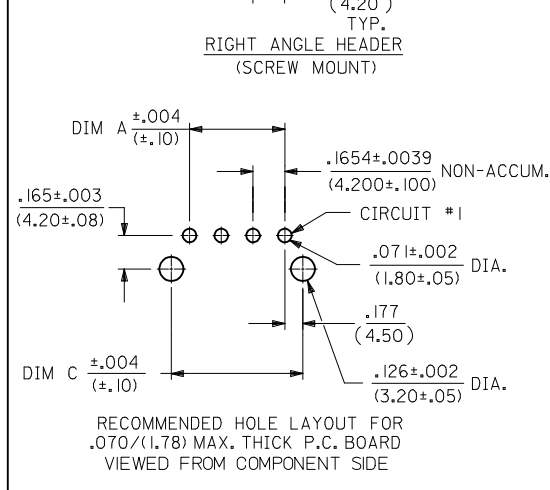 (4.20)
TYP.
RIGHT ANGLE HEADER
(SCREW MOUNT)
DIM A ±.004
(±.10)
.1654±.0039 NON-ACCUM.
(4.200±.100)
.165±.003
(4.20±.08)
CIRCUIT #1
.071±.002 DIA.
(1.80±.05)
.177
(4.50)
DIM C ±.004
(±.10)
.126±.002 DIA.
(3.20±.05)
RECOMMENDED HOLE LAYOUT FOR
.070/(1.78) MAX. THICK P.C. BOARD
VIEWED FROM COMPONENT SIDE